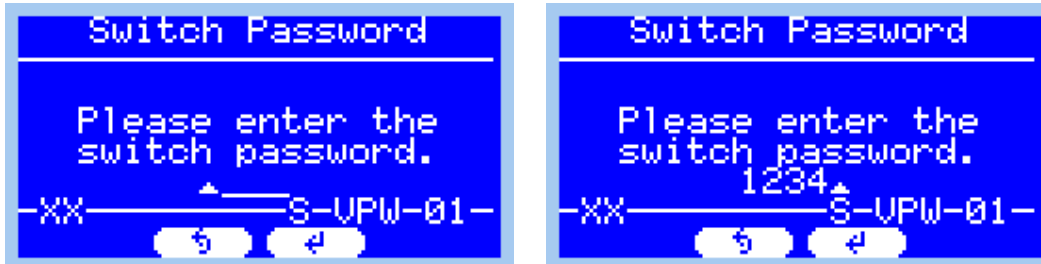 Switch Password
Please enter the
switch password.
-XX-S-VPW-01-
Switch Password
Please enter the
switch password.
1234
-XX-S-VPW-01-